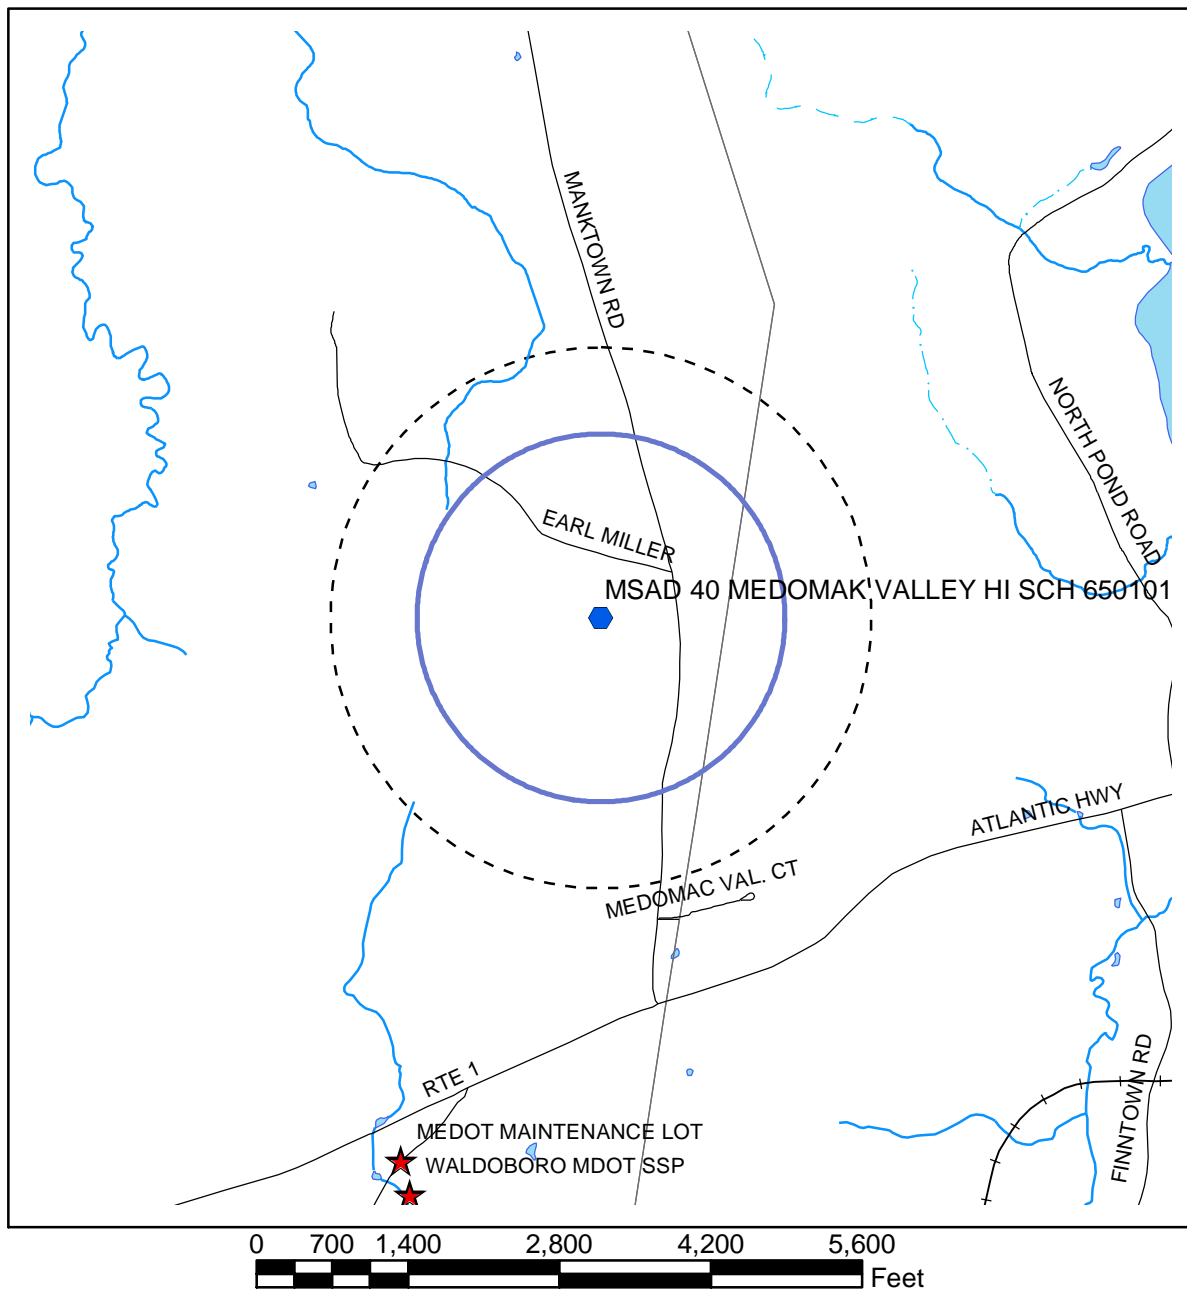 MANKTOWN RD
NORTH POND ROAD
EARL MILLER
MSAD 40 MEDOMAK VALLEY HI SCH 650101
ATLANTIC HWY
MEDOMAC VAL. CT
RTE 1
FINNTOWN RD
MEDOT MAINTENANCE LOT
WALDOBORO MDOT SSP
0 700 1,400 2,800 4,200 5,600
Feet